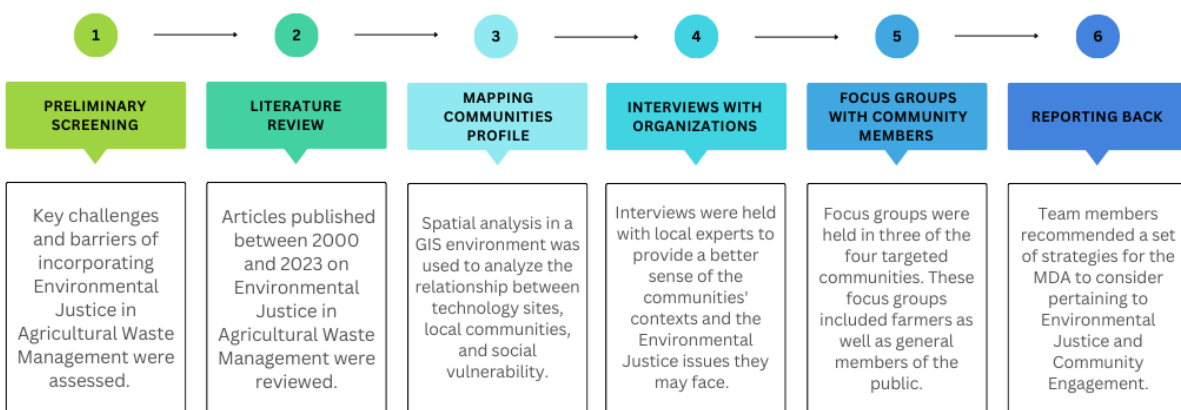 1
2
3
4
5
6
PRELIMINARY
SCREENING
LITERATURE
REVIEW
MAPPING
COMMUNITIES
PROFILE
INTERVIEWS WITH
ORGANIZATIONS
FOCUS GROUPS
WITH COMMUNITY
MEMBERS
REPORTING BACK
Key challenges
and barriers of
incorporating
Environmental
Justice in
Agricultural Waste
Management were
assessed.
Articles published
between 2000
and 2023 on
Environmental
Justice in
Agricultural Waste
Management were
reviewed.
Spatial analysis in a
GIS environment was
used to analyze the
relationship between
technology sites,
local communities,
and social
vulnerability.
Interviews were held
with local experts to
provide a better
sense of the
communities'
contexts and the
Environmental
Justice issues they
may face.
Focus groups were
held in three of the
four targeted
communities. These
focus groups
included farmers as
well as general
members of the
public.
Team members
recommended a set
of strategies for the
MDA to consider
pertaining to
Environmental
Justice and
Community
Engagement.